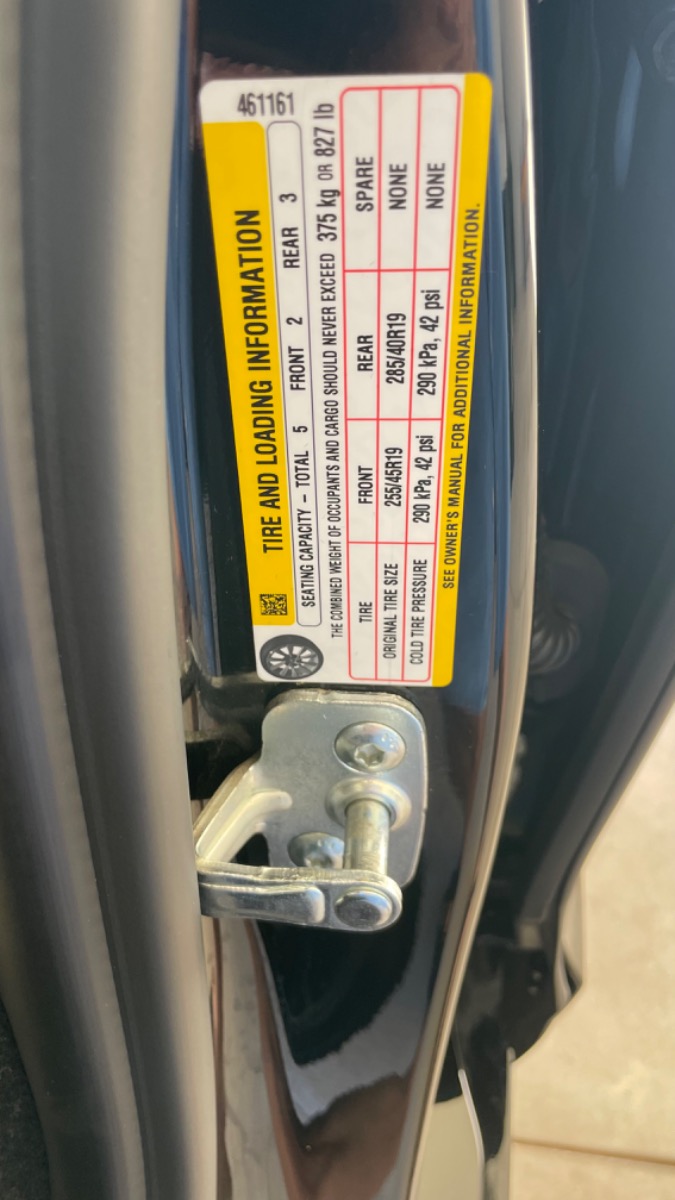 461161
TIRE AND LOADING INFORMATION
SEATING CAPACITY – TOTAL 5 FRONT 2 REAR 3
THE COMBINED WEIGHT OF OCCUPANTS AND CARGO SHOULD NEVER EXCEED 375 kg OR 827 lb
TIRE FRONT REAR SPARE
ORIGINAL TIRE SIZE 255/45R19 285/40R19 NONE
COLD TIRE PRESSURE 290 kPa, 42 psi 290 kPa, 42 psi NONE
SEE OWNER'S MANUAL FOR ADDITIONAL INFORMATION.